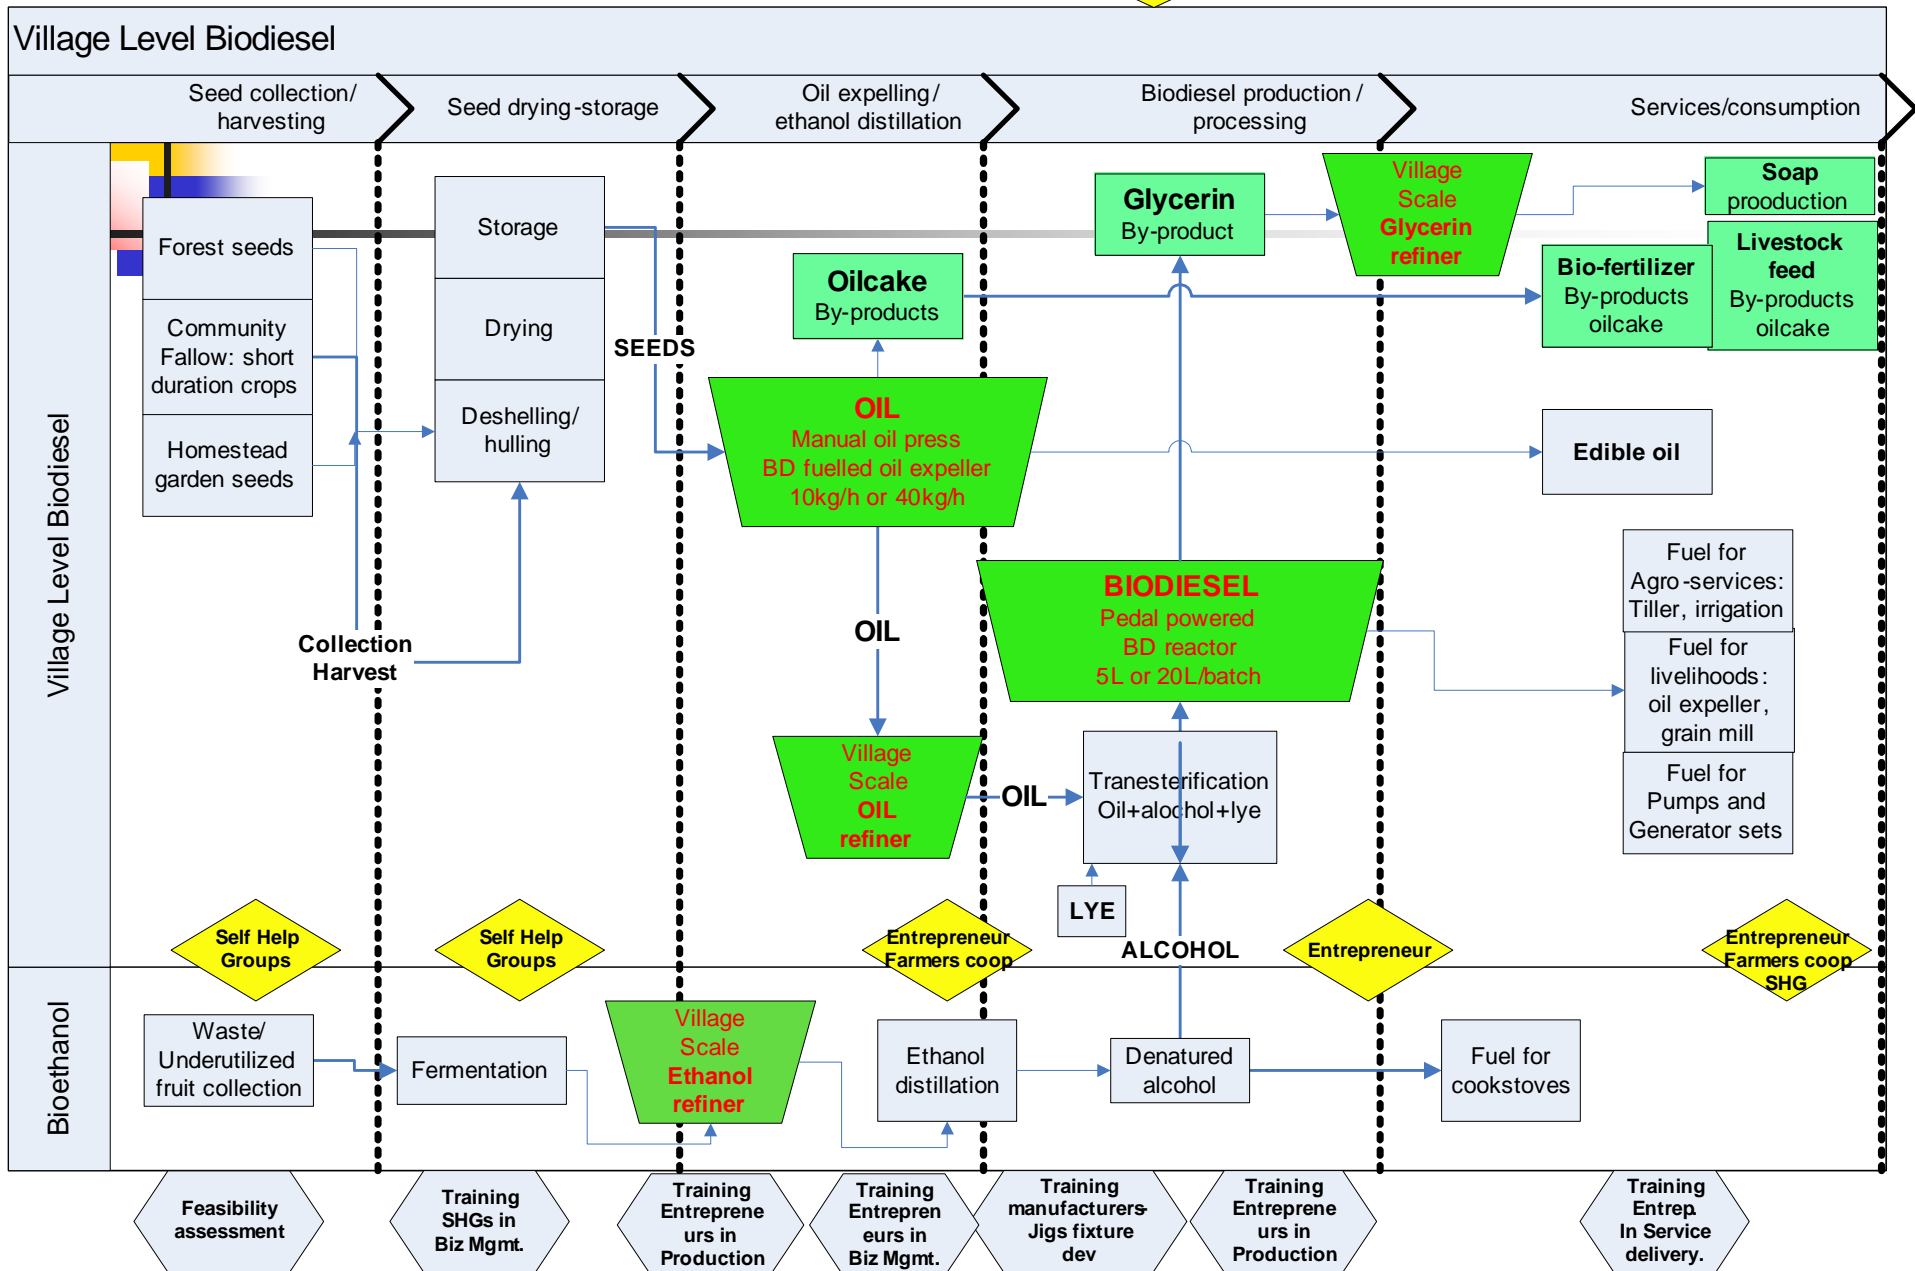 Village Level Biodiesel
Seed collection/
harvesting
Seed drying-storage
Oil expelling/
ethanol distillation
Biodiesel production /
processing
Services/consumption
Village Level Biodiesel
Forest seeds
Community
Fallow: short
duration crops
Homestead
garden seeds
Collection
Harvest
Storage
Drying
Deshelling/
hulling
SEEDS
Oilcake
By-products
OIL
Manual oil press
BD fuelled oil expeller
10kg/h or 40kg/h
OIL
Village
Scale
OIL
refiner
OIL
Glycerin
By-product
Village
Scale
Glycerin
refiner
Soap
prooduction
Bio-fertilizer
By-products
oilcake
Livestock
feed
By-products
oilcake
Edible oil
BIODIESEL
Pedal powered
BD reactor
5L or 20L/batch
Tranesterification
Oil+alochol+lye
LYE
ALCOHOL
Fuel for
Agro-services:
Tiller, irrigation
Fuel for
livelihoods:
oil expeller,
grain mill
Fuel for
Pumps and
Generator sets
Self Help
Groups
Self Help
Groups
Entrepreneur
Farmers coop
Entrepreneur
Entrepreneur
Farmers coop
SHG
Bioethanol
Waste/
Underutilized
fruit collection
Fermentation
Village
Scale
Ethanol
refiner
Ethanol
distillation
Denatured
alcohol
Fuel for
cookstoves
Feasibility
assessment
Training
SHGs in
Biz Mgmt.
Training
Entreprene
urs in
Production
Training
Entrepren
eurs in
Biz Mgmt.
Training
manufacturers-
Jigs fixture
dev
Training
Entreprene
urs in
Production
Training
Entrep.
In Service
delivery.